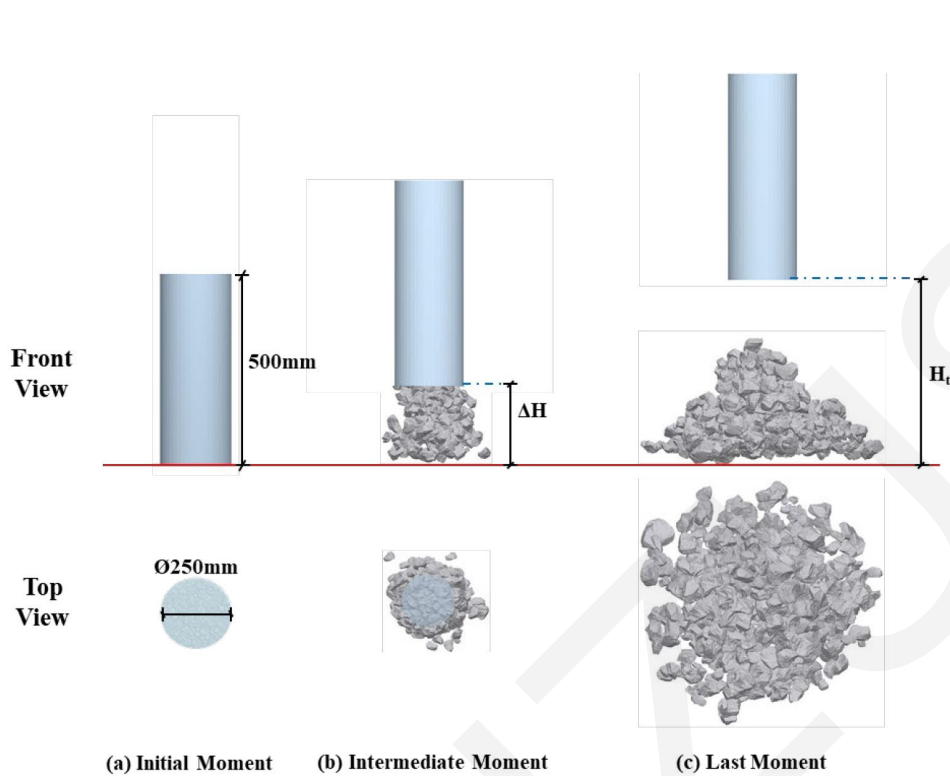 Front
View
500mm
ΔH
Ht
Top
View
Ø250mm
(a) Initial Moment
(b) Intermediate Moment
(c) Last Moment